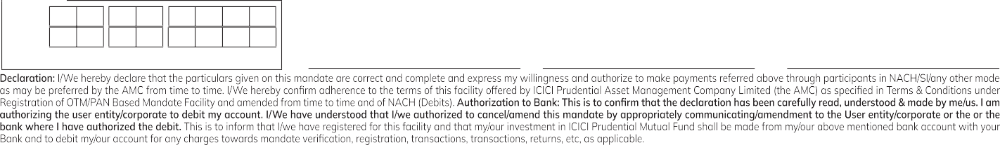 Declaration: I/We hereby declare that the particulars given on this mandate are correct and complete and express my willingness and authorize to make payments referred above through participants in NACH/SI/any other mode
as may be preferred by the AMC from time to time. I/We hereby confirm adherence to the terms of this facility offered by ICICI Prudential Asset Management Company Limited (the AMC) as specified in Terms & Conditions under
Registration of OTM/PAN Based Mandate Facility and amended from time to time and of NACH (Debits). Authorization to Bank: This is to confirm that the declaration has been carefully read, understood & made by me/us. I am
authorizing the user entity/corporate to debit my account. I/We have understood that I/we authorized to cancel/amend this mandate by appropriately communicating/amendment to the User entity/corporate or the or the
bank where I have authorized the debit. This is to inform that I/we have registered for this facility and that my/our investment in ICICI Prudential Mutual Fund shall be made from my/our above mentioned bank account with your
Bank and to debit my/our account for any charges towards mandate verification, registration, transactions, transactions, returns, etc, as applicable.